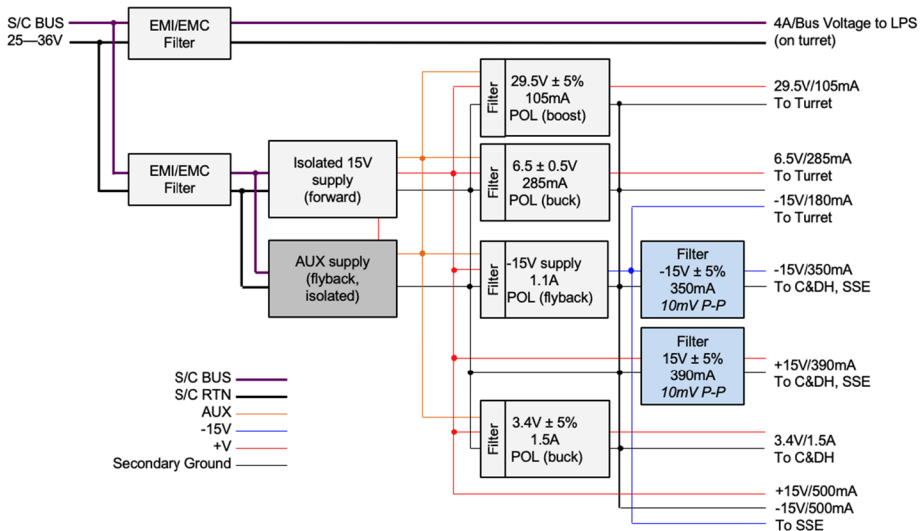 S/C BUS
25—36V
EMI/EMC
Filter
4A/Bus Voltage to LPS
(on turret)
Filter
29.5V ± 5%
105mA
POL (boost)
29.5V/105mA
To Turret
EMI/EMC
Filter
Isolated 15V
supply
(forward)
Filter
6.5 ± 0.5V
285mA
POL (buck)
6.5V/285mA
To Turret
-15V/180mA
To Turret
AUX supply
(flyback,
isolated)
Filter
-15V supply
1.1A
POL (flyback)
Filter
-15V ± 5%
350mA
10mV P-P
-15V/350mA
To C&DH, SSE
Filter
15V ± 5%
390mA
10mV P-P
+15V/390mA
To C&DH, SSE
S/C BUS
S/C RTN
AUX
-15V
+V
Secondary Ground
Filter
3.4V ± 5%
1.5A
POL (buck)
3.4V/1.5A
To C&DH
+15V/500mA
-15V/500mA
To SSE